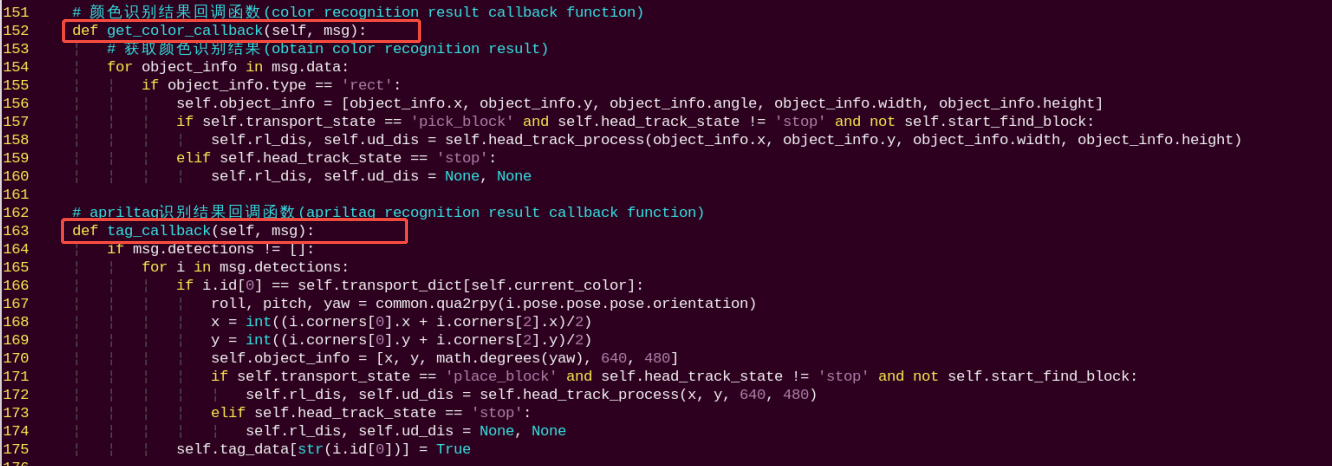 151 # 颜色识别结果回调函数(color recognition result callback function)
152 def get_color_callback(self, msg):
153 # 获取颜色识别结果(obtain color recognition result)
154 for object_info in msg.data:
155 if object_info.type == 'rect':
156 self.object_info = [object_info.x, object_info.y, object_info.angle, object_info.width, object_info.height]
157 if self.transport_state == 'pick_block' and self.head_track_state != 'stop' and not self.start_find_block:
158 self.rl_dis, self.ud_dis = self.head_track_process(object_info.x, object_info.y, object_info.width, object_info.height)
159 elif self.head_track_state == 'stop':
160 self.rl_dis, self.ud_dis = None, None
161
162 # apriltag识别结果回调函数(apriltag recognition result callback function)
163 def tag_callback(self, msg):
164 if msg.detections != []:
165 for i in msg.detections:
166 if i.id[0] == self.transport_dict[self.current_color]:
167 roll, pitch, yaw = common.qua2rpy(i.pose.pose.pose.orientation)
168 x = int((i.corners[0].x + i.corners[2].x)/2)
169 y = int((i.corners[0].y + i.corners[2].y)/2)
170 self.object_info = [x, y, math.degrees(yaw), 640, 480]
171 if self.transport_state == 'place_block' and self.head_track_state != 'stop' and not self.start_find_block:
172 self.rl_dis, self.ud_dis = self.head_track_process(x, y, 640, 480)
173 elif self.head_track_state == 'stop':
174 self.rl_dis, self.ud_dis = None, None
175 self.tag_data[str(i.id[0])] = True